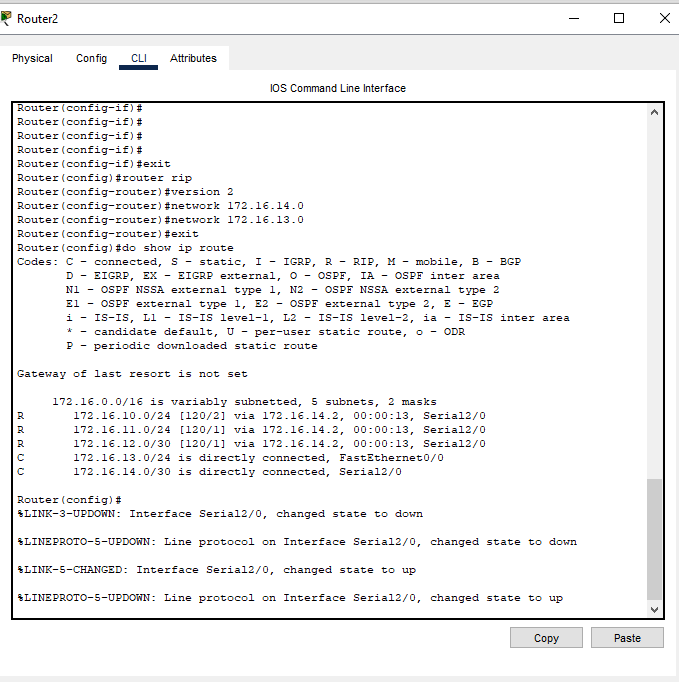 Router2
Physical Config CLI Attributes
IOS Command Line Interface
Router(config-if)#
Router(config-if)#
Router(config-if)#
Router(config-if)#
Router(config-if)#exit
Router(config)#router rip
Router(config-router)#version 2
Router(config-router)#network 172.16.14.0
Router(config-router)#network 172.16.13.0
Router(config-router)#exit
Router(config)#do show ip route
Codes: C - connected, S - static, I - IGRP, R - RIP, M - mobile, B - BGP
D - EIGRP, EX - EIGRP external, O - OSPF, IA - OSPF inter area
N1 - OSPF NSSA external type 1, N2 - OSPF NSSA external type 2
E1 - OSPF external type 1, E2 - OSPF external type 2, E - EGP
i - IS-IS, L1 - IS-IS level-1, L2 - IS-IS level-2, ia - IS-IS inter area
* - candidate default, U - per-user static route, o - ODR
P - periodic downloaded static route
Gateway of last resort is not set
172.16.0.0/16 is variably subnetted, 5 subnets, 2 masks
R 172.16.10.0/24 [120/2] via 172.16.14.2, 00:00:13, Serial2/0
R 172.16.11.0/24 [120/1] via 172.16.14.2, 00:00:13, Serial2/0
R 172.16.12.0/30 [120/1] via 172.16.14.2, 00:00:13, Serial2/0
C 172.16.13.0/24 is directly connected, FastEthernet0/0
C 172.16.14.0/30 is directly connected, Serial2/0
Router(config)#
%LINK-3-UPDOWN: Interface Serial2/0, changed state to down
%LINEPROTO-5-UPDOWN: Line protocol on Interface Serial2/0, changed state to down
%LINK-5-CHANGED: Interface Serial2/0, changed state to up
%LINEPROTO-5-UPDOWN: Line protocol on Interface Serial2/0, changed state to up
Copy Paste